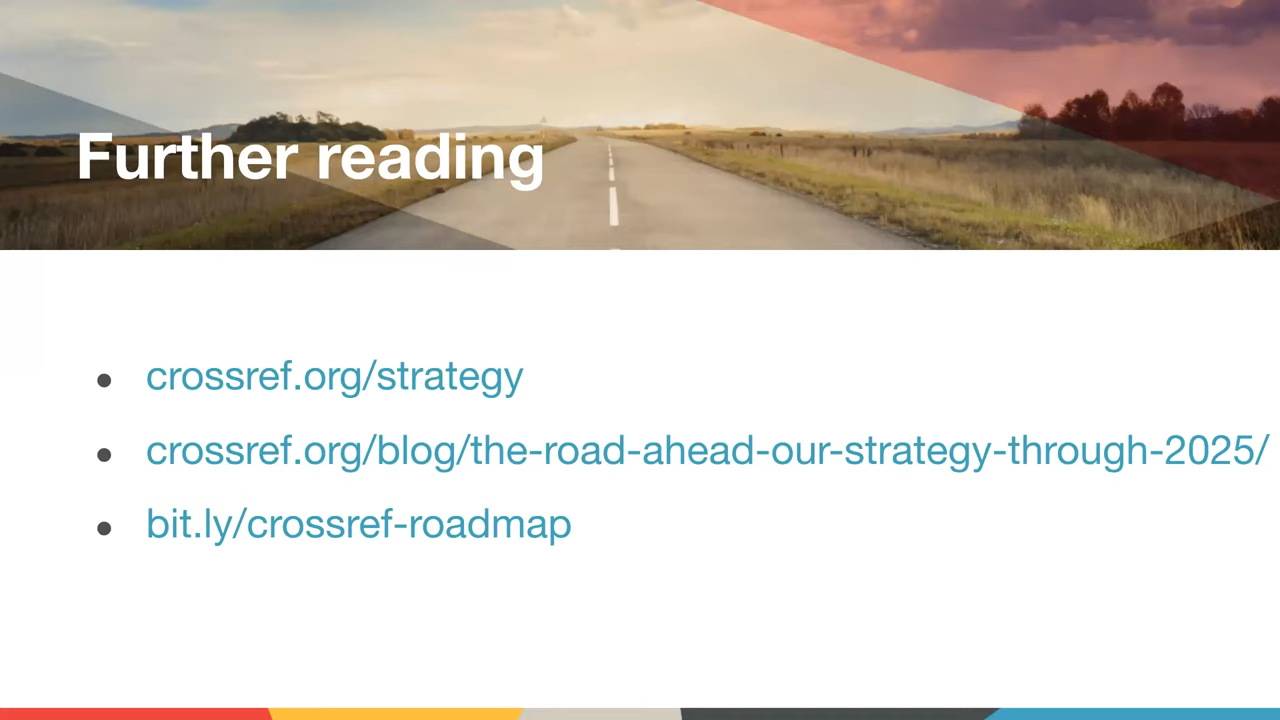 Further reading
crossref.org/strategy
crossref.org/blog/the-road-ahead-our-strategy-through-2025/
bit.ly/crossref-roadmap